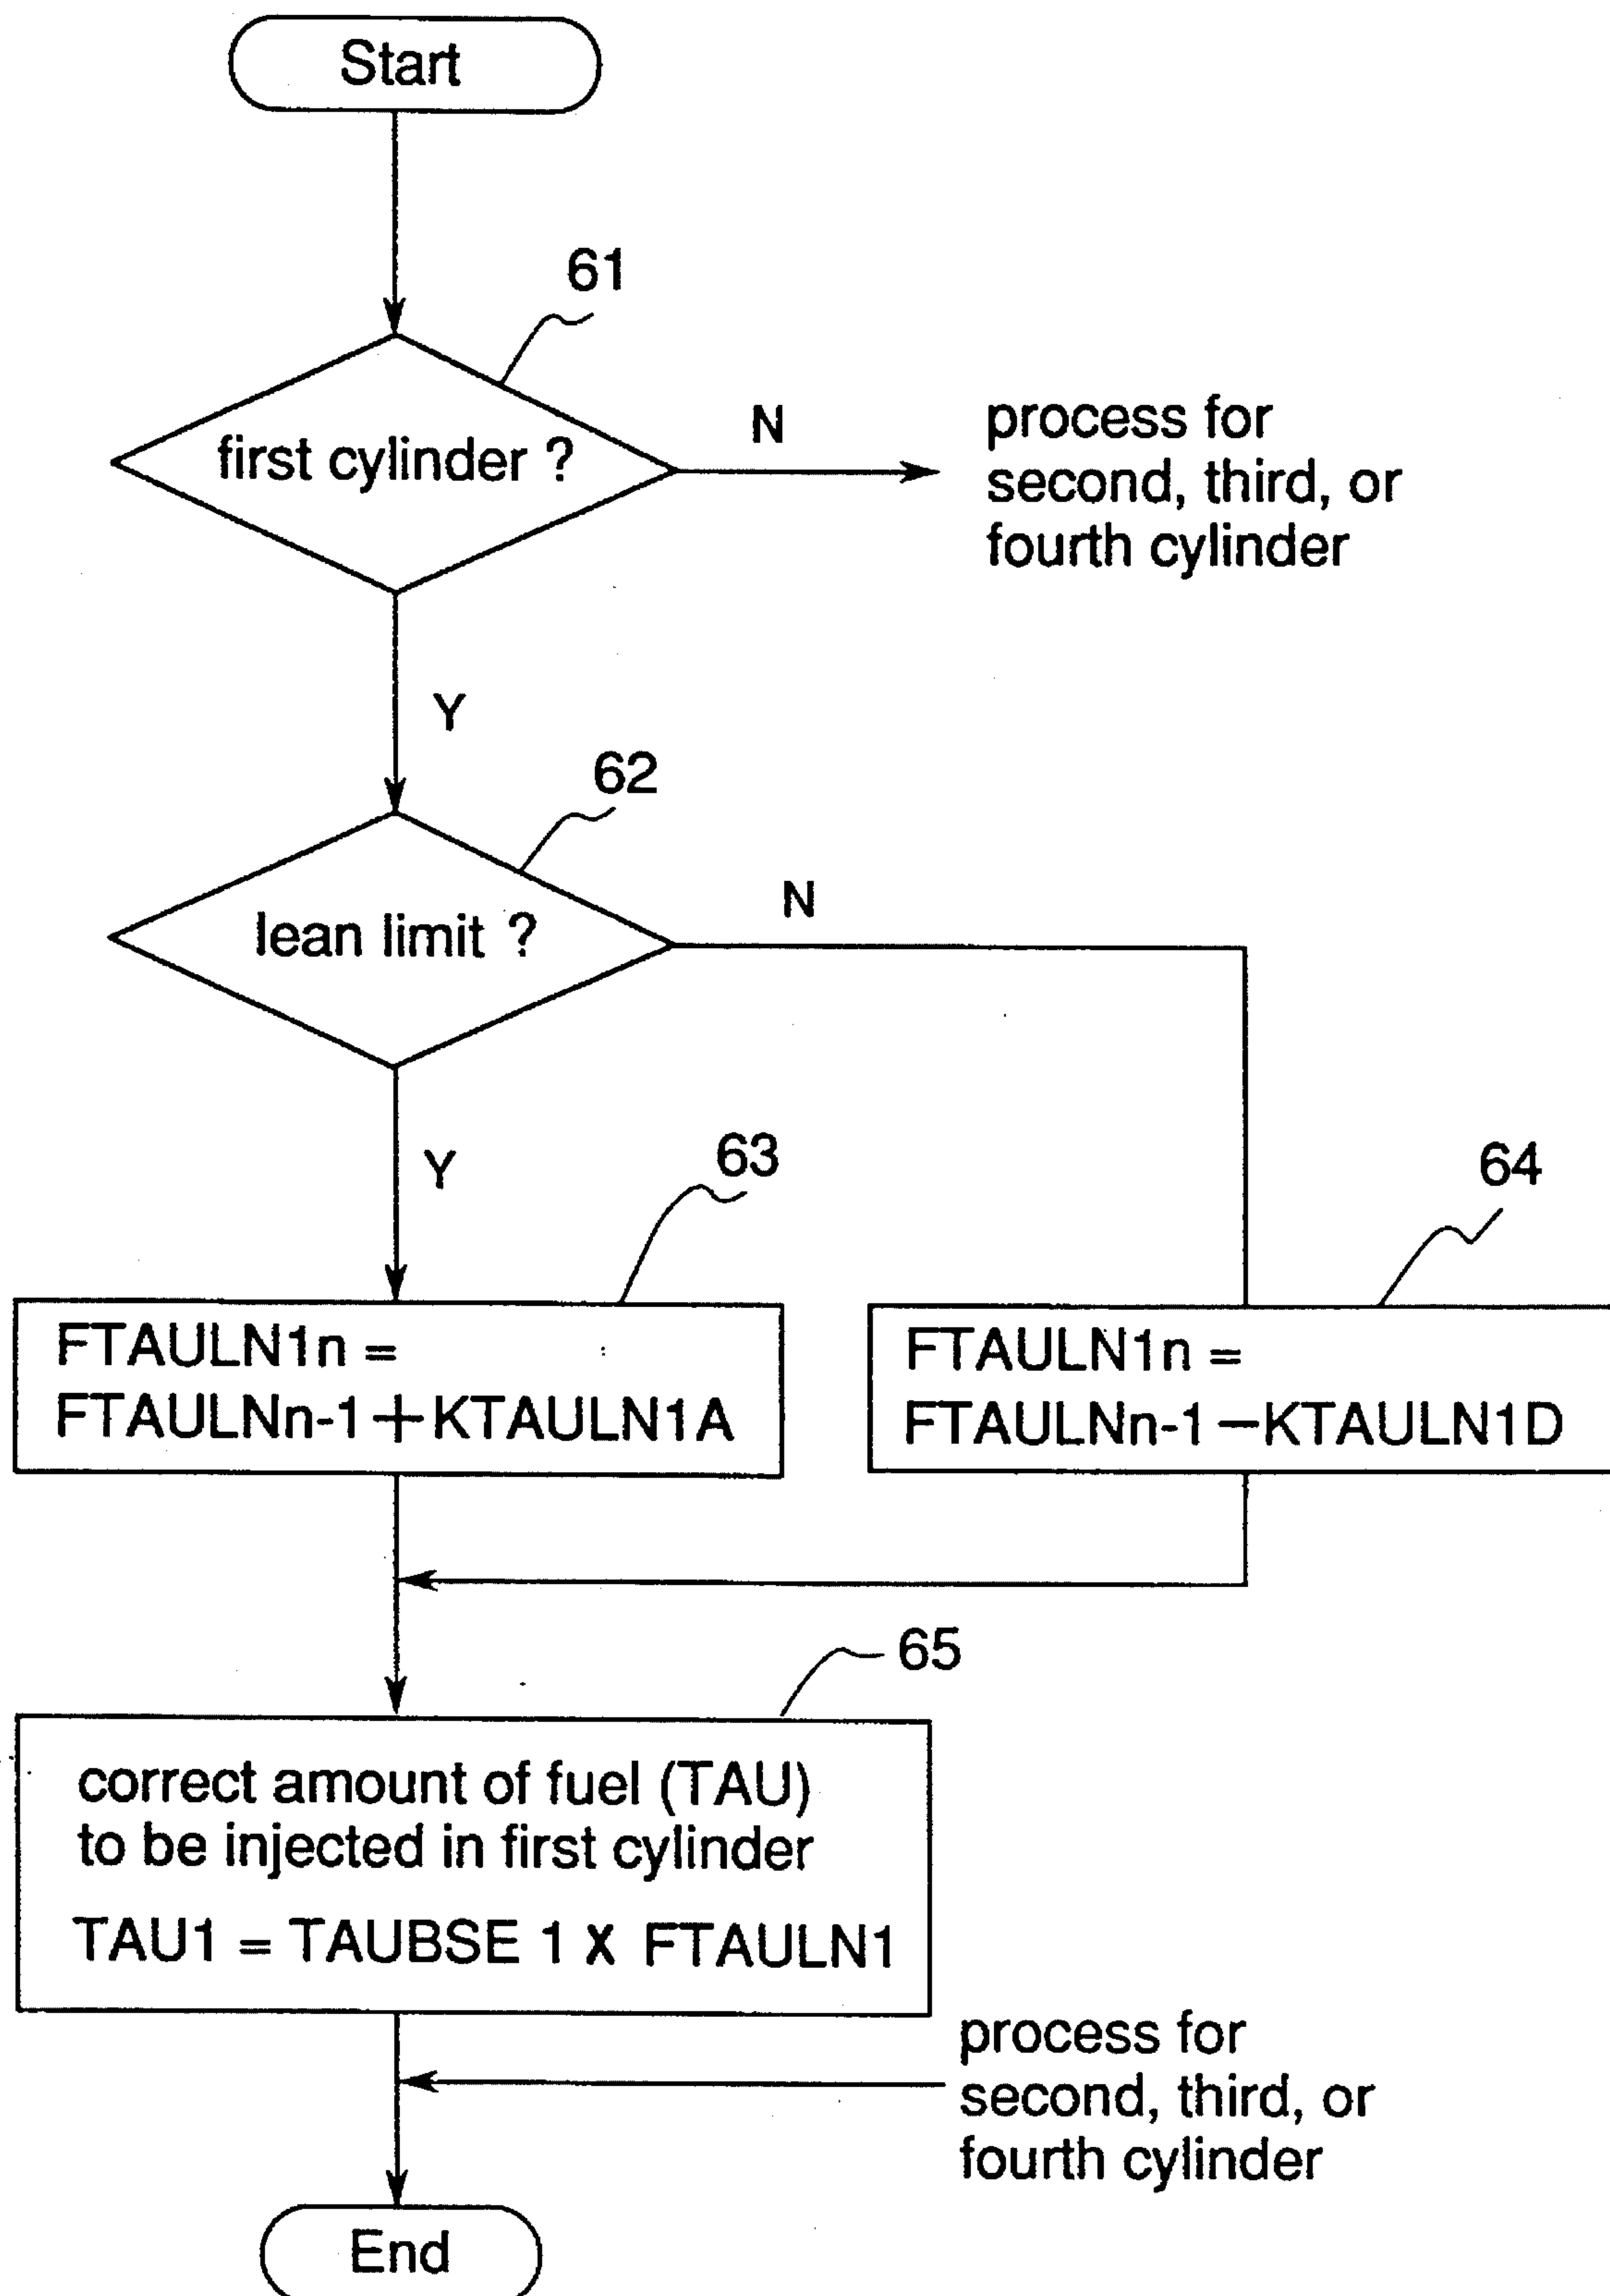 Start
61
first cylinder ?
N
process for
second, third, or
fourth cylinder
Y
62
lean limit ?
N
Y
63
64
FTAULN1n =
FTAULNn-1+KTAULN1A
FTAULN1n =
FTAULNn-1-KTAULN1D
65
correct amount of fuel (TAU)
to be injected in first cylinder
TAU1 = TAUBSE 1 X FTAULN1
process for
second, third, or
fourth cylinder
End